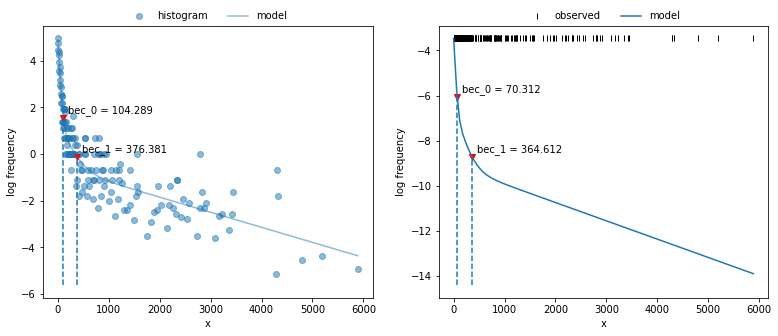 histogram model
observed model
4
2
0
−2
−4
−6
log frequency
bec_0 = 104.289
bec_1 = 376.381
0 1000 2000 3000 4000 5000 6000
x
−4
−6
−8
−10
−12
−14
log frequency
bec_0 = 70.312
bec_1 = 364.612
0 1000 2000 3000 4000 5000 6000
x